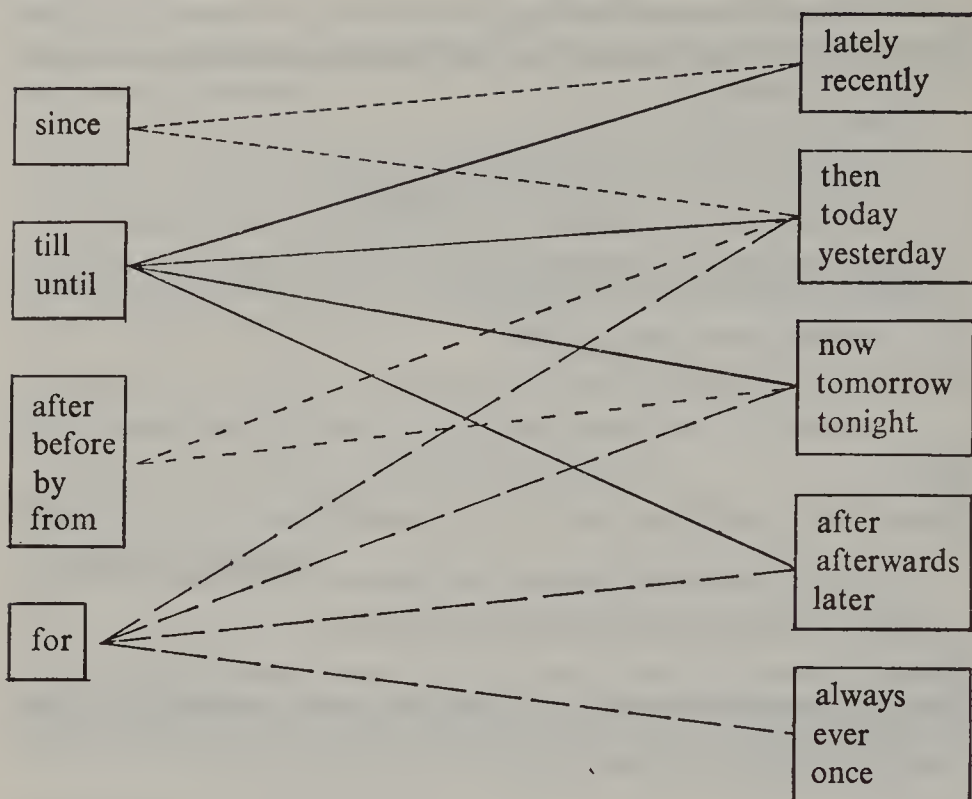 since
till
until
after
before
by
from
for
lately
recently
then
today
yesterday
now
tomorrow
tonight
after
afterwards
later
always
ever
once